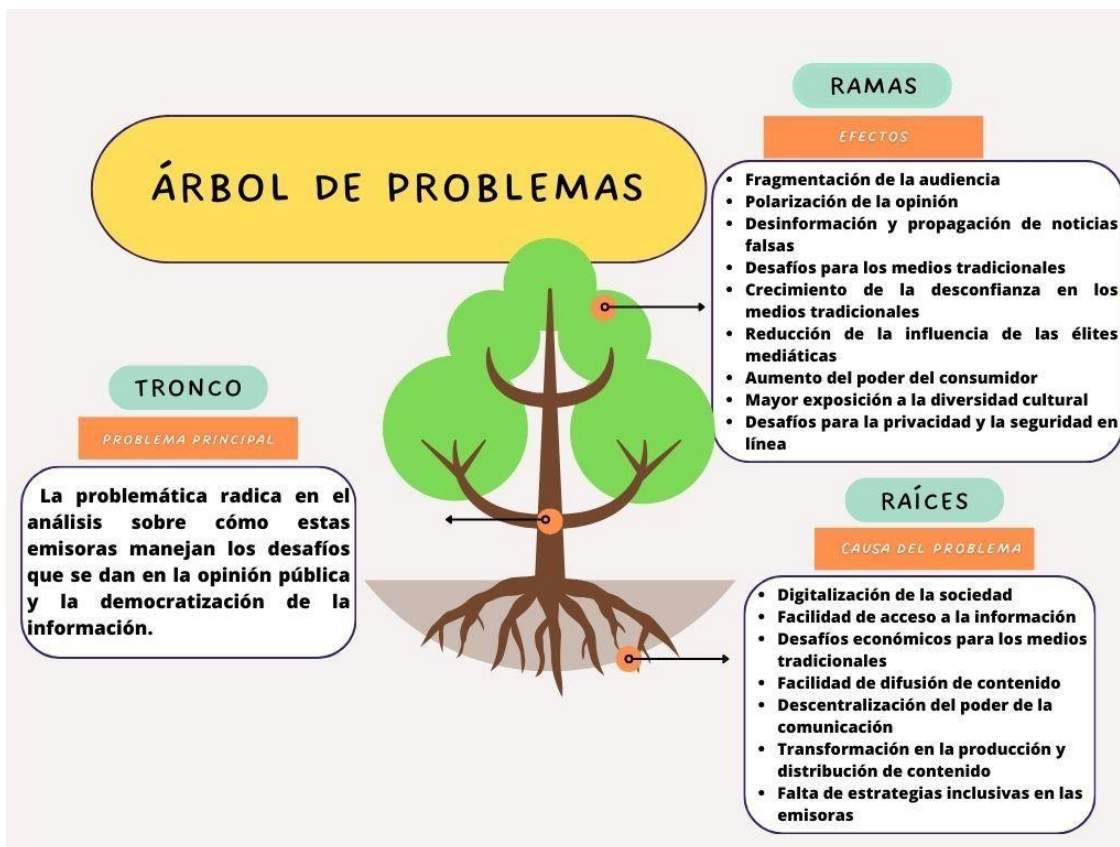 ÁRBOL DE PROBLEMAS
RAMAS
EFECTOS
• Fragmentación de la audiencia
• Polarización de la opinión
• Desinformación y propagación de noticias
falsas
• Desafíos para los medios tradicionales
• Crecimiento de la desconfianza en los
medios tradicionales
• Reducción de la influencia de las élites
mediáticas
• Aumento del poder del consumidor
• Mayor exposición a la diversidad cultural
• Desafíos para la privacidad y la seguridad en
línea
TRONCO
PROBLEMA PRINCIPAL
La problemática radica en el
análisis sobre cómo estas
emisoras manejan los desafíos
que se dan en la opinión pública
y la democratización de la
información.
RAÍCES
CAUSA DEL PROBLEMA
• Digitalización de la sociedad
• Facilidad de acceso a la información
• Desafíos económicos para los medios
tradicionales
• Facilidad de difusión de contenido
• Descentralización del poder de la
comunicación
• Transformación en la producción y
distribución de contenido
• Falta de estrategias inclusivas en las
emisoras